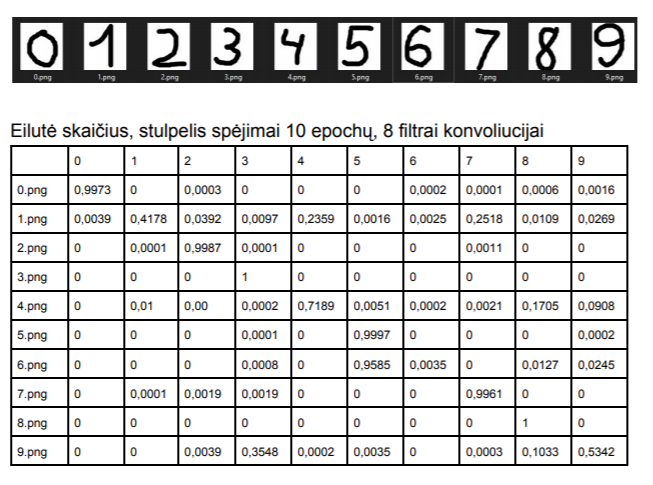 0 1 2 3 4 5 6 7 8 9
0.png 1.png 2.png 3.png 4.png 5.png 6.png 7.png 8.png 9.png
Eilutė skaičius, stulpelis spėjimai 10 epochų, 8 filtrai konvoliucijai
0 1 2 3 4 5 6 7 8 9
0.png 0,9973 0 0,0003 0 0 0 0,0002 0,0001 0,0006 0,0016
1.png 0,0039 0,4178 0,0392 0,0097 0,2359 0,0016 0,0025 0,2518 0,0109 0,0269
2.png 0 0,0001 0,9987 0,0001 0 0 0 0,0011 0 0
3.png 0 0 0 1 0 0 0 0 0 0
4.png 0 0,01 0,00 0,0002 0,7189 0,0051 0,0002 0,0021 0,1705 0,0908
5.png 0 0 0 0,0001 0 0,9997 0 0 0 0,0002
6.png 0 0 0 0,0008 0 0,9585 0,0035 0 0,0127 0,0245
7.png 0 0,0001 0,0019 0,0019 0 0 0 0,9961 0 0
8.png 0 0 0 0 0 0 0 0 1 0
9.png 0 0 0,0039 0,3548 0,0002 0,0035 0 0,0003 0,1033 0,5342